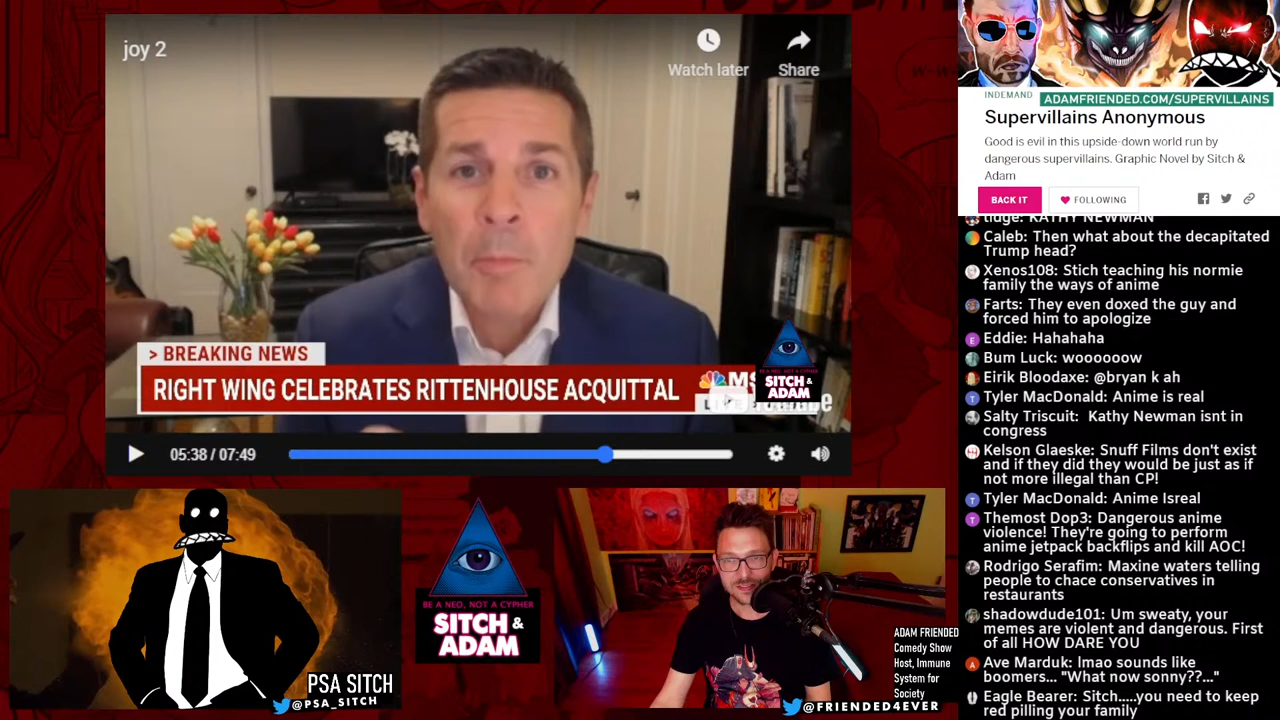 joy 2
Watch later
Share
> BREAKING NEWS
RIGHT WING CELEBRATES RITTENHOUSE ACQUITTAL
BE A NEO, NOT A CYPHER
SITCH &
ADAM
05:38 / 07:49
PSA SITCH
@PSA_SITCH
BE A NEO, NOT A CYPHER
SITCH &
ADAM
ADAM FRIENDED
Comedy Show
Host, Immune
System for
Society
@FRIENDED4EVER
INDEMAND
ADAMFRIENDED.COM/SUPERVILLAINS
Supervillains Anonymous
Good is evil in this upside-down world run by
dangerous supervillains. Graphic Novel by Sitch &
Adam
BACK IT
FOLLOWING
tidge: KATHY NEWMAN
Caleb: Then what about the decapitated
Trump head?
Xenos108: Stich teaching his normie
family the ways of anime
Farts: They even doxed the guy and
forced him to apologize
Eddie: Hahahaha
Bum Luck: woooooow
Eirik Bloodaxe: @bryan k ah
Tyler MacDonald: Anime is real
Salty Triscuit: Kathy Newman isnt in
congress
Kelson Glaeske: Snuff Films don't exist
and if they did they would be just as if
not more illegal than CP!
Tyler MacDonald: Anime Isreal
Themost Dop3: Dangerous anime
violence! They're going to perform
anime jetpack backflips and kill AOC!
Rodrigo Serafim: Maxine waters telling
people to chace conservatives in
restaurants
shadowdude101: Um sweaty, your
memes are violent and dangerous. First
of all HOW DARE YOU
Ave Marduk: lmao sounds like
boomers... "What now sonny??..."
Eagle Bearer: Sitch.....you need to keep
red pilling your family